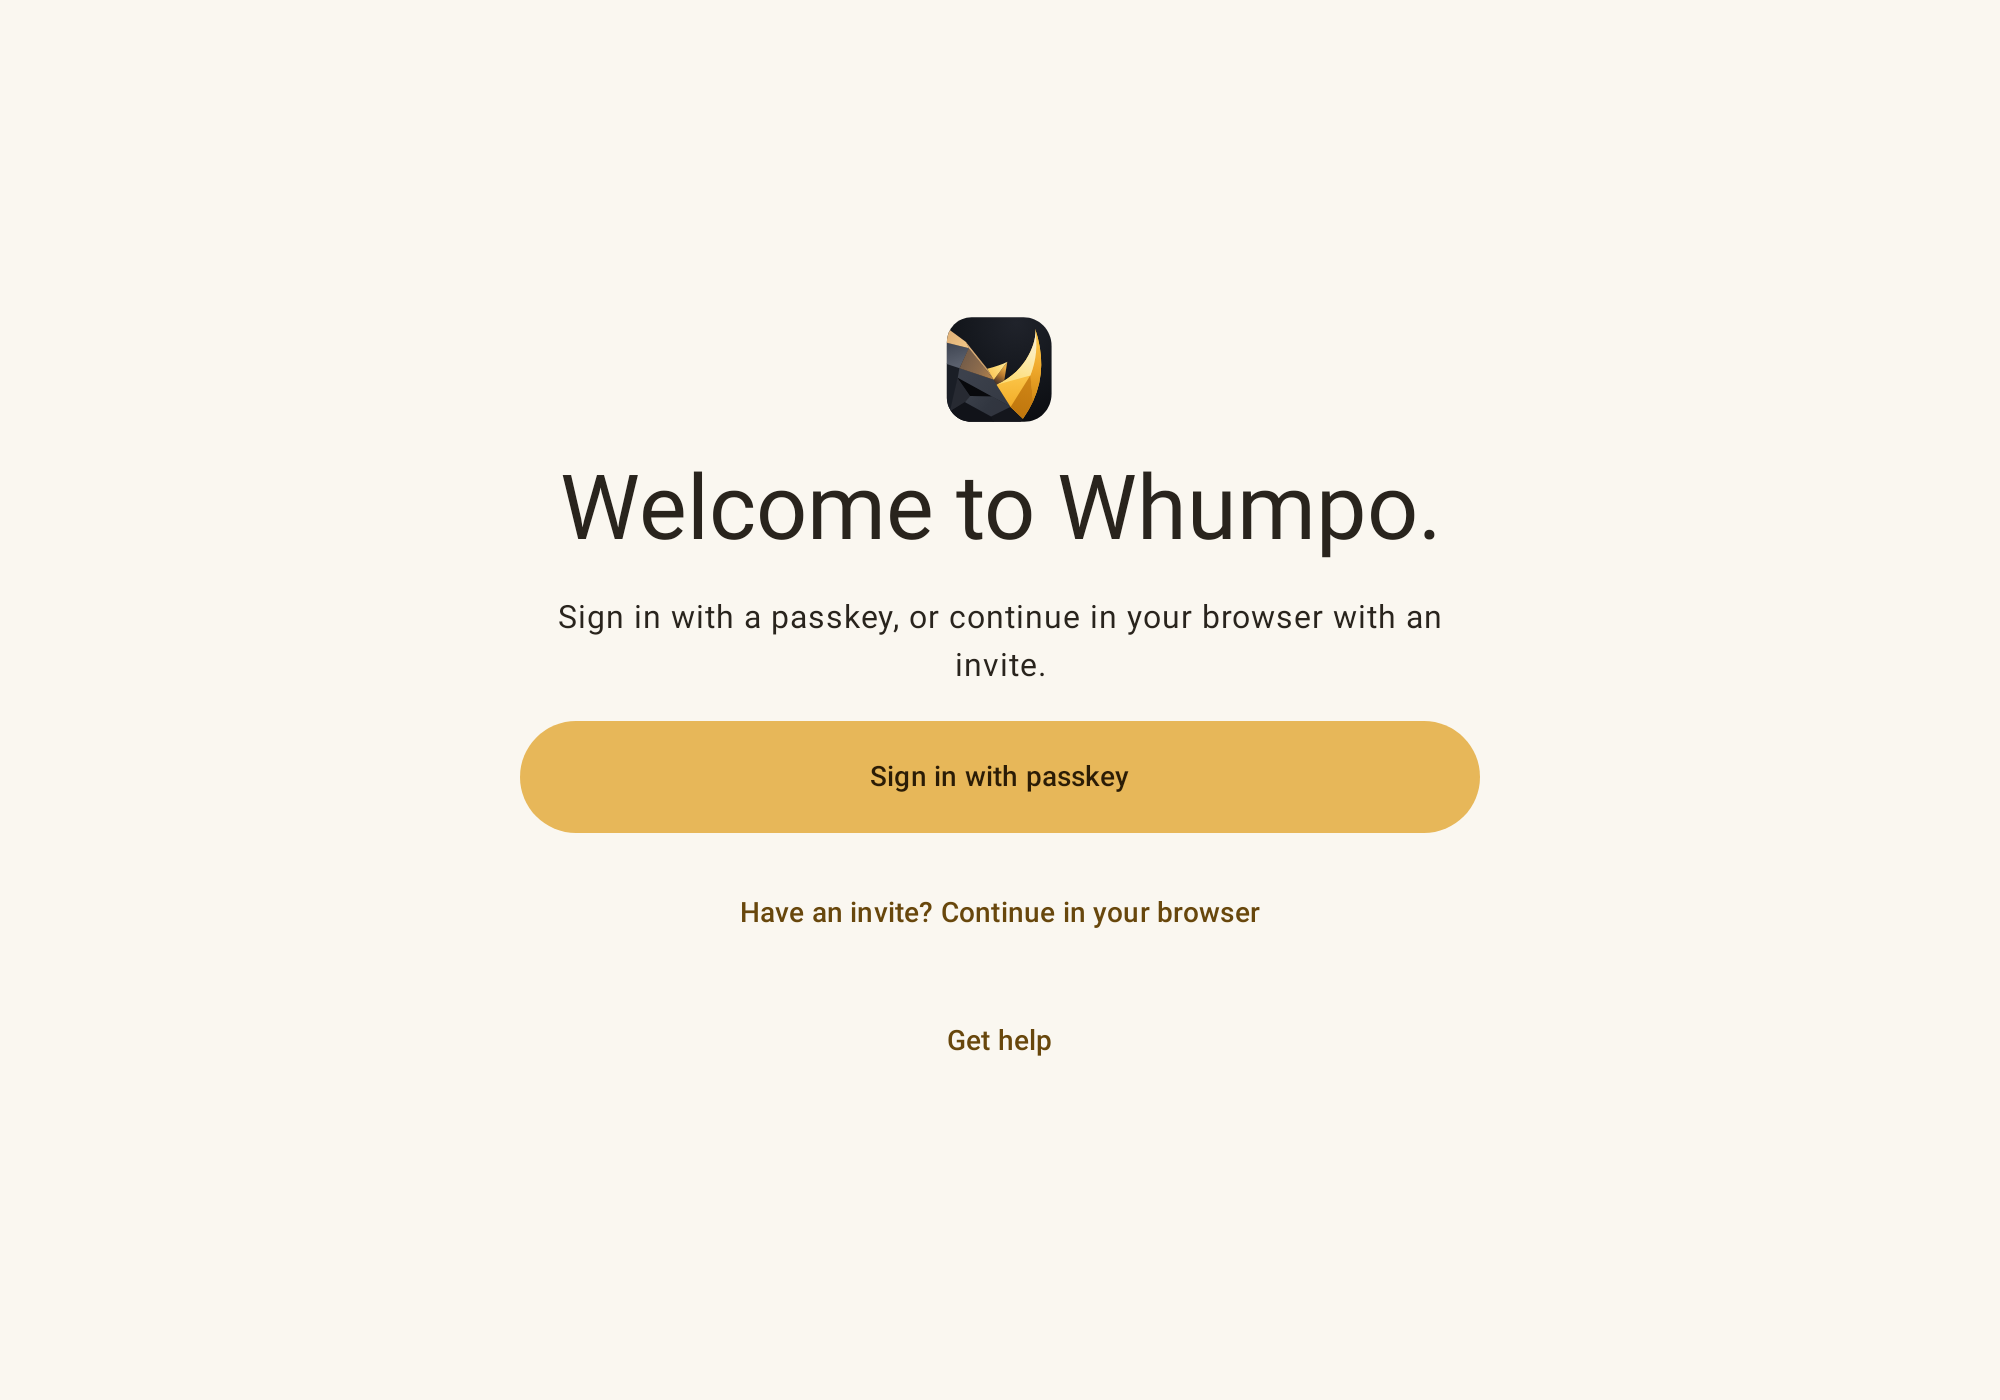 Welcome to Whumpo.
Sign in with a passkey, or continue in your browser with an
invite.
Sign in with passkey
Have an invite? Continue in your browser
Get help